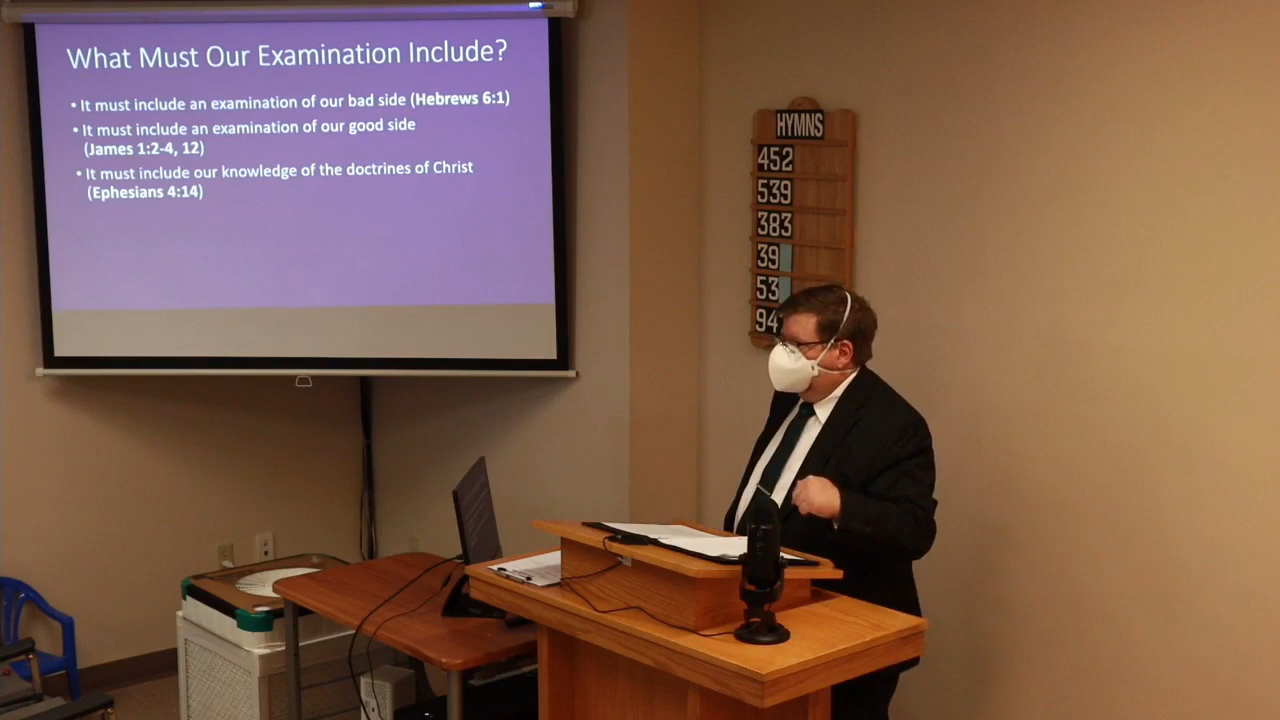 What Must Our Examination Include?
• It must include an examination of our bad side (Hebrews 6:1)
• It must include an examination of our good side
(James 1:2-4, 12)
• It must include our knowledge of the doctrines of Christ
(Ephesians 4:14)
HYMNS
452
539
383
39
53
94